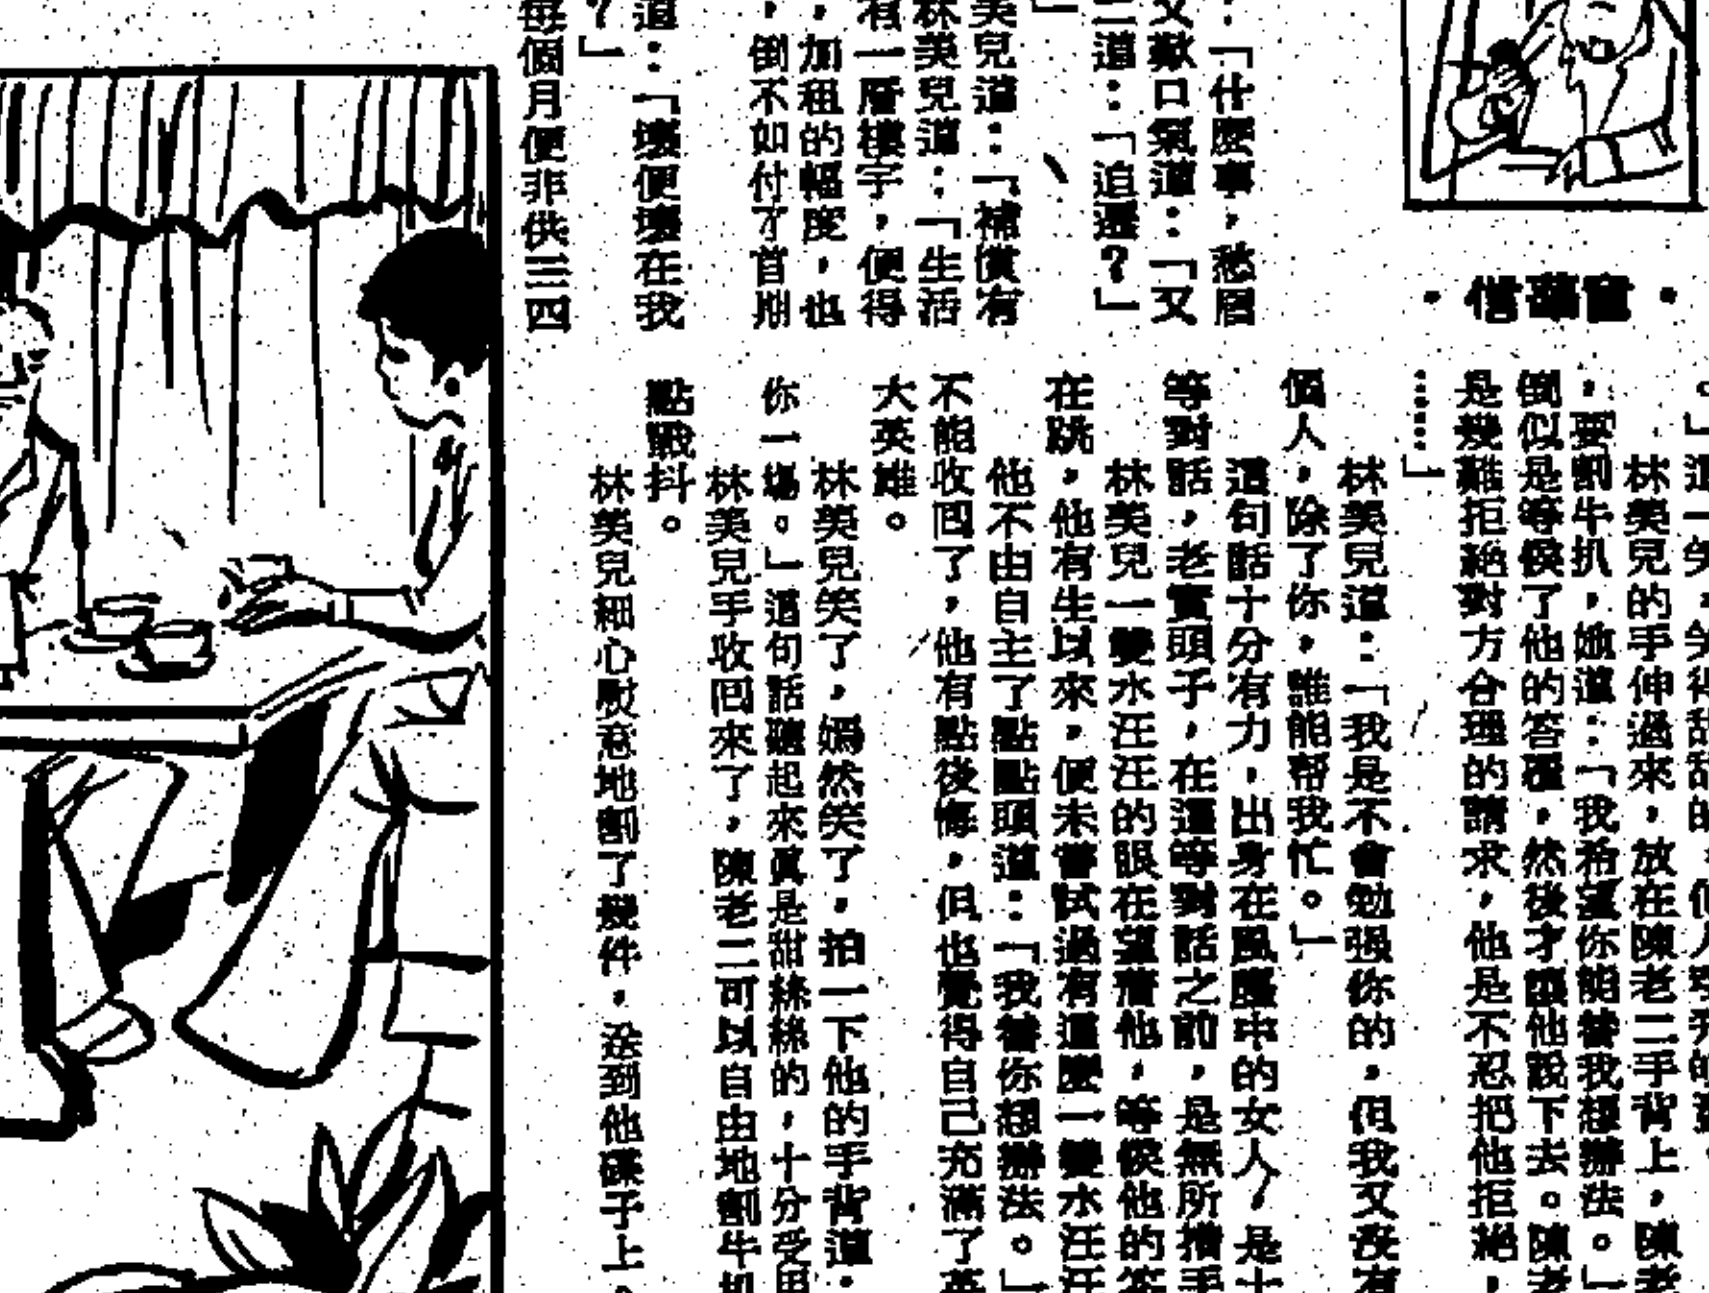 ：「什麼事，愁眉
又歎口氣道：「又
二道：「迫遷？」
」
美兒道：「補償有
林美兒道：「生活
有一層樓宇，便得
，加租的幅度，也
，倒不如付了首期
道：「壞便壞在我
？」
每個月便非供三四
。」這一笑，笑得甜甜的，
林美兒的手伸過來，放在陳老二手背上，陳老
，要割牛扒，她道：「我希望你能替我想辦法。」
倒似是等候了他的答覆，然後才讓他說下去。陳老
是幾難拒絕對方合理的請求，他是不忍把他拒絕，
……」
林美兒道：「我是不會勉强你的，但我又沒有
個人，除了你，誰能帮我忙。」
這句話十分有力，出身在風塵中的女人，是十
等對話，老實頭子，在這等對話之前，是無所措手
林美兒一雙水汪汪的眼在望着他，等候他的答
在跳，他有生以來，便未嘗試過有這麼一雙水汪汪
他不由自主了點點頭道：「我替你想辦法。」
不能收回了，他有點後悔，但也覺得自己充滿了英
大英雄。
林美兒笑了，嫣然笑了，拍一下他的手背道：
你一塲。」這句話聽起來眞是甜絲絲的，十分受用
林美兒手收回來了，陳老二可以自由地割牛扒
點戰抖。
林美兒細心殷意地割了幾件，送到他碟子上，